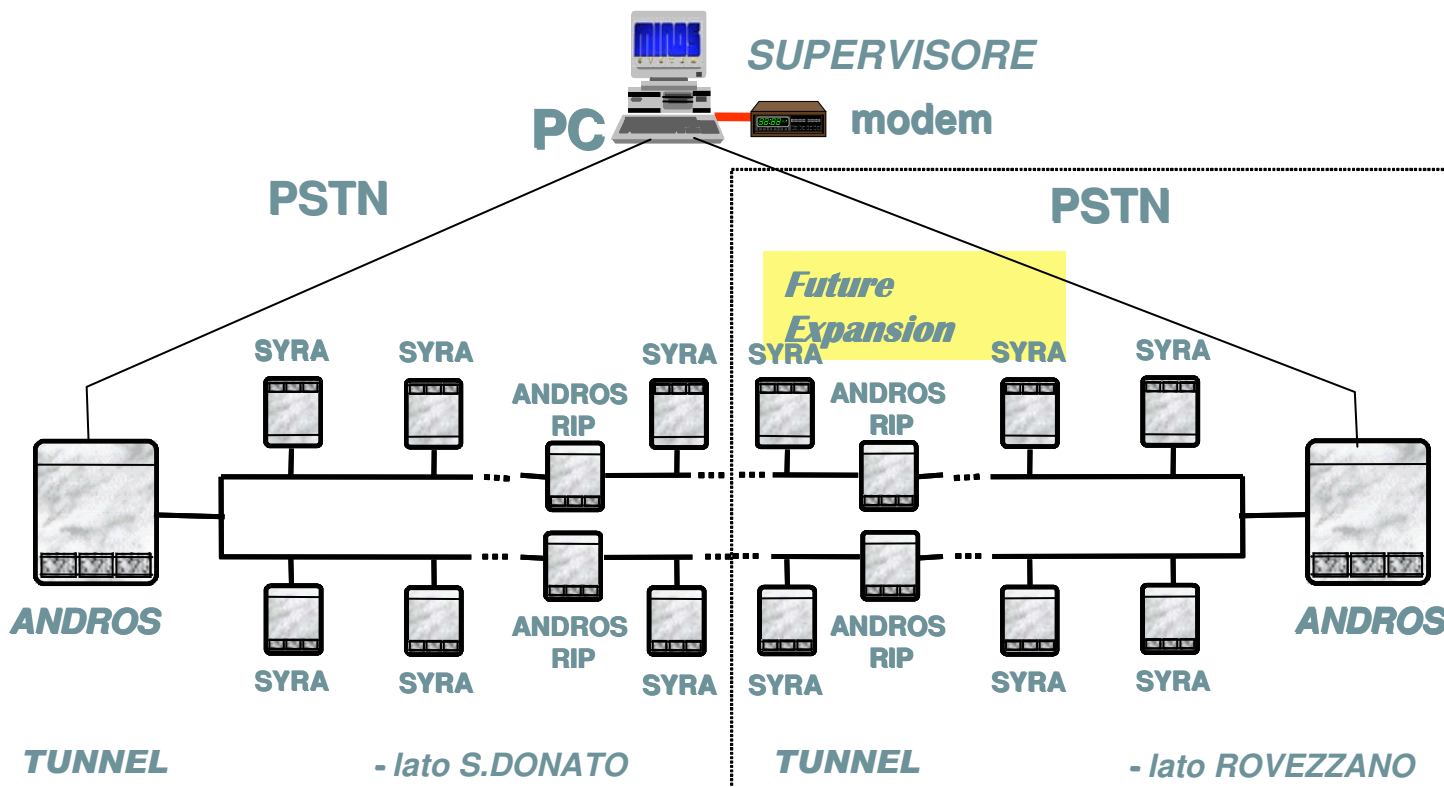 minos
SUPERVISORE
PC
modem
PSTN
PSTN
Future
Expansion
SYRA
SYRA
SYRA
SYRA
SYRA
SYRA
ANDROS
RIP
ANDROS
RIP
ANDROS
ANDROS
RIP
ANDROS
RIP
ANDROS
SYRA
SYRA
SYRA
SYRA
SYRA
SYRA
TUNNEL
- lato S.DONATO
TUNNEL
- lato ROVEZZANO